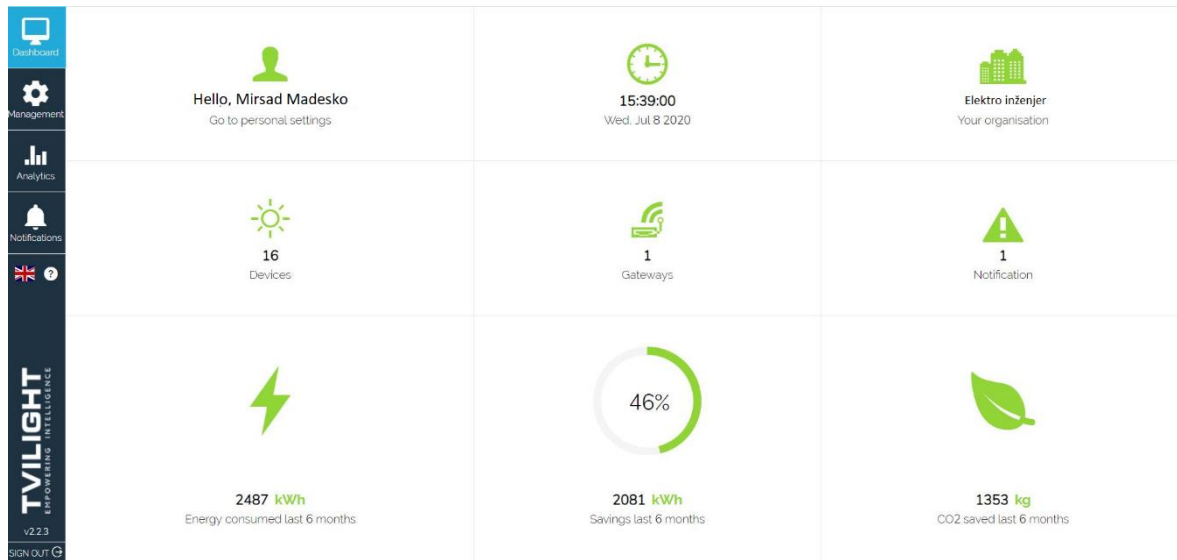 Dashboard
Management
Analytics
Notifications
?
TVILIGHT
EMPOWERING INTELLIGENCE
v2.2.3
SIGN OUT
Hello, Mirsad Madesko
Go to personal settings
15:39:00
Wed. Jul 8 2020
Elektro inženjer
Your organisation
16
Devices
1
Gateways
1
Notification
2487 kWh
Energy consumed last 6 months
46%
2081 kWh
Savings last 6 months
1353 kg
CO2 saved last 6 months